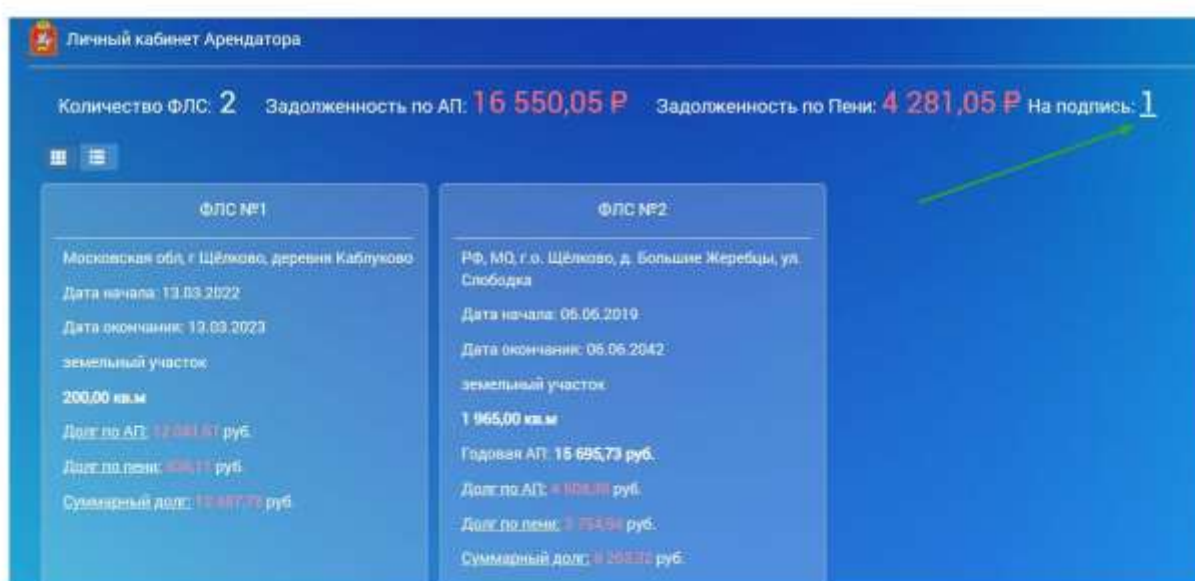 Личный кабинет Арендатора
Количество ФЛС: 2 Задолженность по АП: 16 550,05 ₽ Задолженность по Пени: 4 281,05 ₽ На подпись: 1
ФЛС №1
Московская обл, г Щёлково, деревня Каблуково
Дата начала: 13.03.2022
Дата окончания: 13.03.2023
земельный участок
200,00 кв.м
Долг по АП: руб.
Долг по пени: руб.
Суммарный долг: руб.
ФЛС №2
РФ, МО, г.о. Щёлково, д. Большие Жеребцы, ул.
Слободка
Дата начала: 06.06.2019
Дата окончания: 06.06.2042
земельный участок
1 965,00 кв.м
Годовая АП: 15 695,73 руб.
Долг по АП: руб.
Долг по пени: руб.
Суммарный долг: руб.